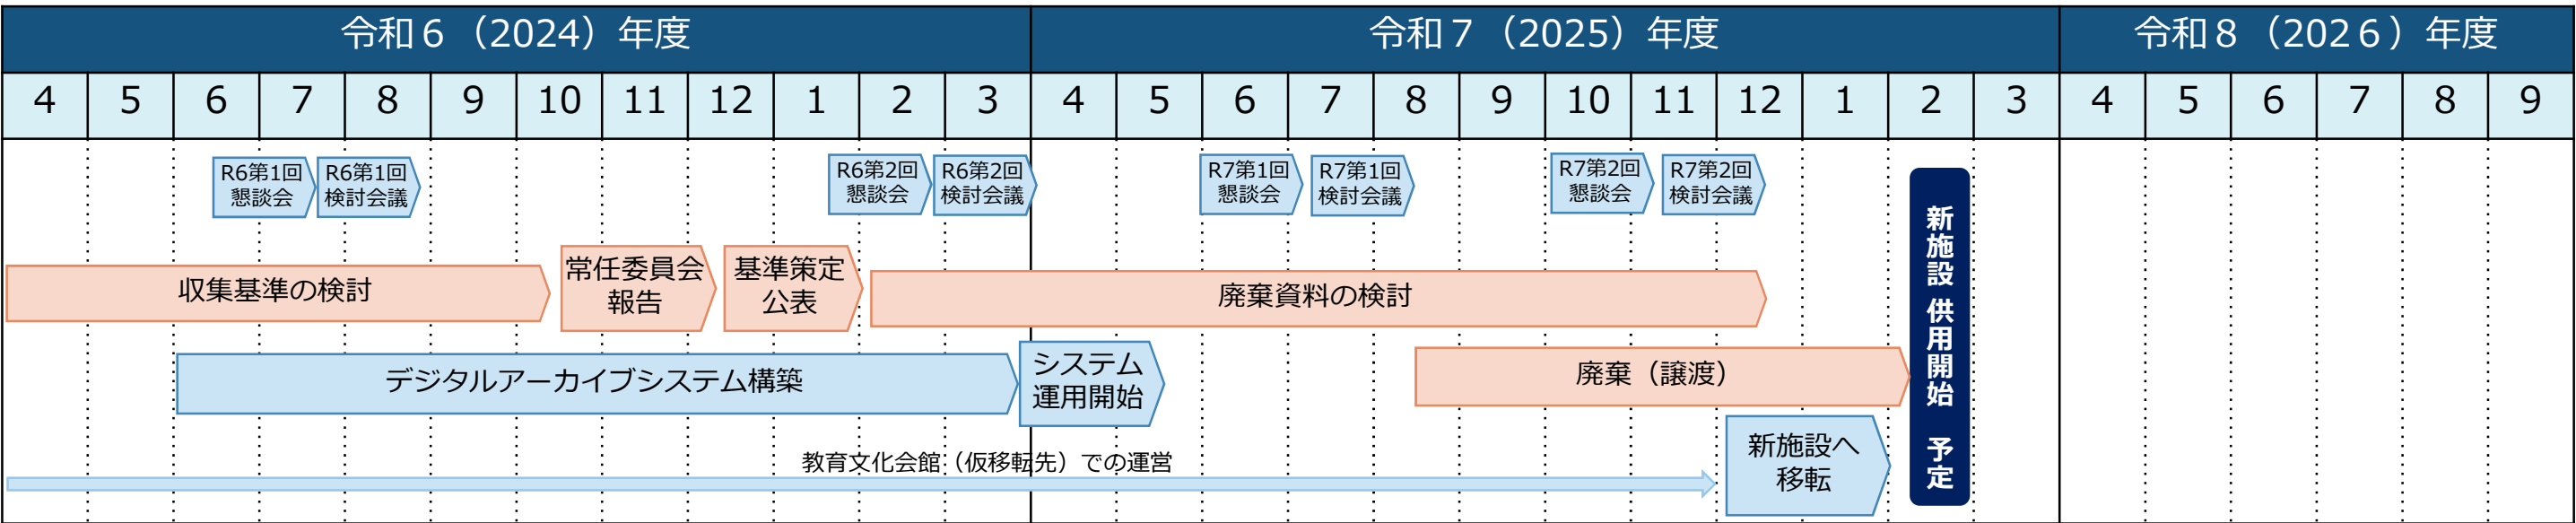 令和６（2024）年度 令和７（2025）年度 令和８（202６）年度
4 5 6 7 8 9 10 11 12 1 2 3 4 5 6 7 8 9 10 11 12 1 2 3 4 5 6 7 8 9
R6第1回
懇談会
R6第1回
検討会議
R6第2回
懇談会
R6第2回
検討会議
R7第1回
懇談会
R7第1回
検討会議
R7第2回
懇談会
R7第2回
検討会議
収集基準の検討
常任委員会
報告
基準策定
公表
廃棄資料の検討
デジタルアーカイブシステム構築
システム
運用開始
廃棄（譲渡）
教育文化会館（仮移転先）での運営
新施設へ
移転
新施設 供用開始 予定